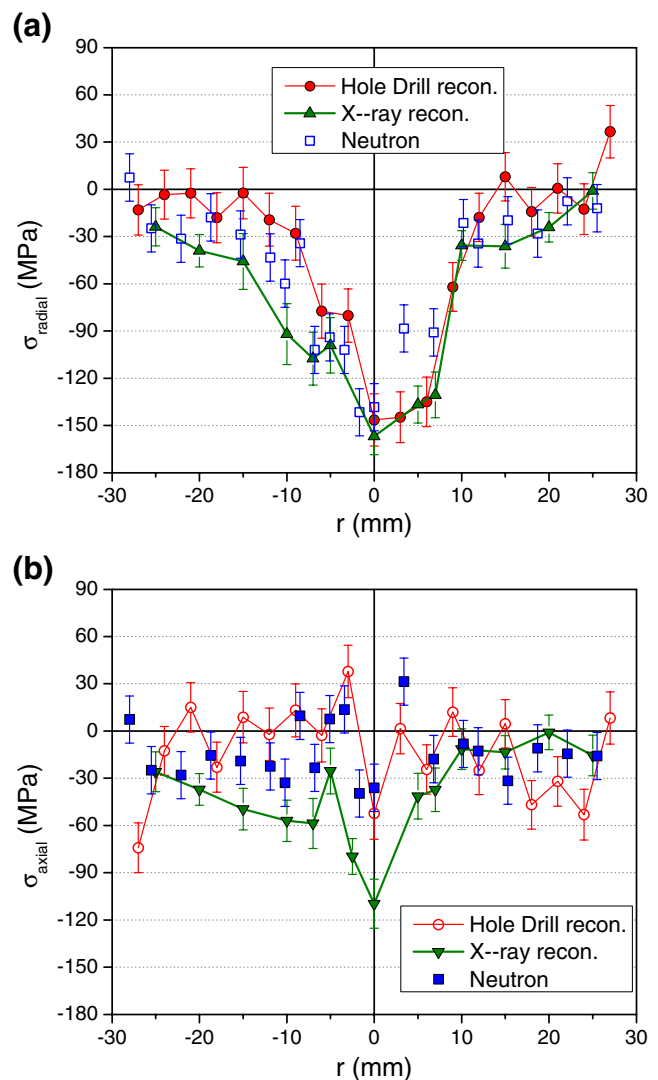 (a)
90
60
30
0
-30
-60
-90
-120
-150
-180
σradial (MPa)
Hole Drill recon.
X--ray recon.
Neutron
-30 -20 -10 0 10 20 30
r (mm)
(b)
90
60
30
0
-30
-60
-90
-120
-150
-180
σaxial (MPa)
Hole Drill recon.
X--ray recon.
Neutron
-30 -20 -10 0 10 20 30
r (mm)